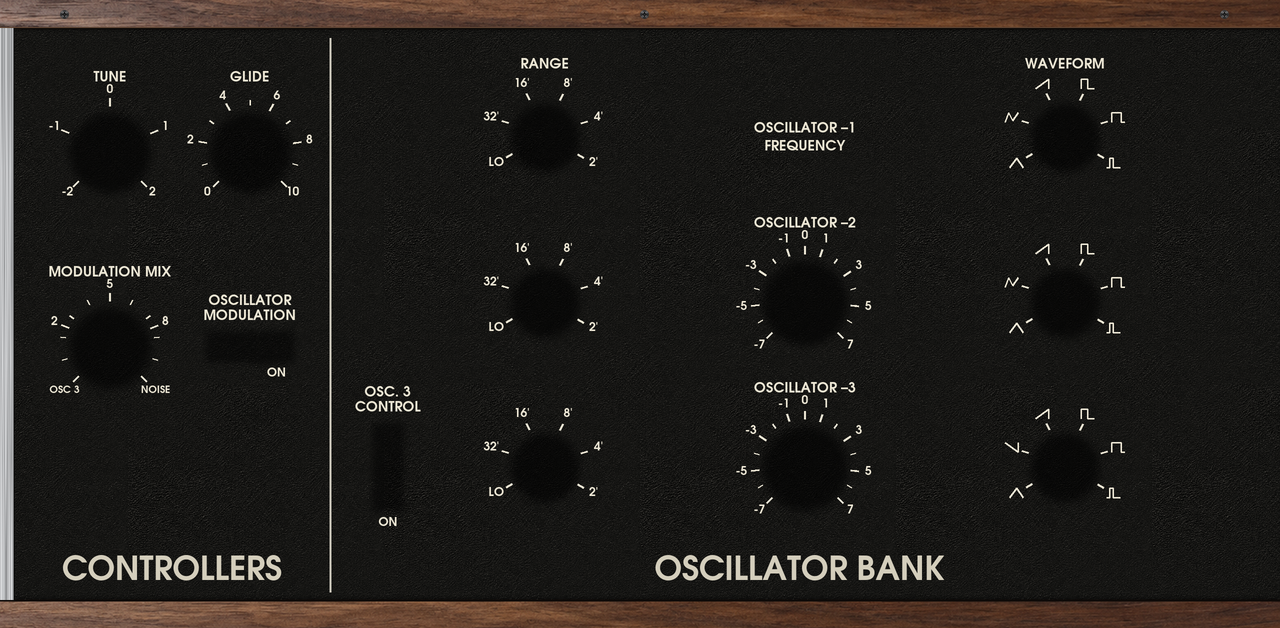 TUNE
0
-1 1
-2 2
GLIDE
4 6
2 8
0 10
MODULATION MIX
5
2 8
OSC 3 NOISE
OSCILLATOR
MODULATION
ON
CONTROLLERS
RANGE
16' 8'
32' 4'
LO 2'
OSCILLATOR –1
FREQUENCY
WAVEFORM
16' 8'
32' 4'
LO 2'
OSCILLATOR –2
-1 0 1
-3 3
-5 5
-7 7
OSC. 3
CONTROL
ON
16' 8'
32' 4'
LO 2'
OSCILLATOR –3
-1 0 1
-3 3
-5 5
-7 7
OSCILLATOR BANK